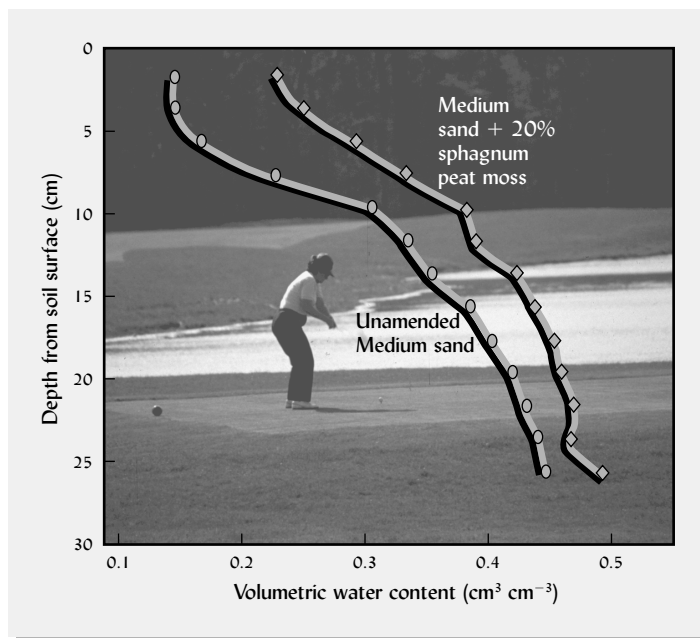 0
5
10
15
20
25
30
Depth from soil surface (cm)
Medium
sand + 20%
sphagnum
peat moss
Unamended
Medium sand
0.1
0.2
0.3
0.4
0.5
Volumetric water content (cm³ cm⁻³)